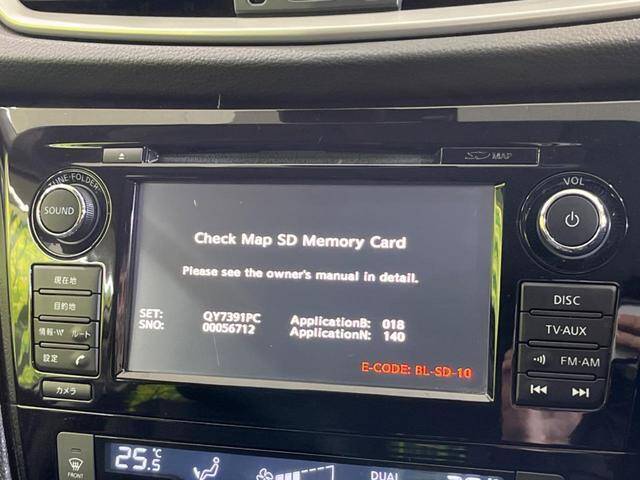 SD MAP
TUNE·FOLDER
SOUND
VOL
Check Map SD Memory Card
Please see the owner's manual in detail.
SET: QY7391PC ApplicationB: 018
SNO: 00056712 ApplicationN: 140
E-CODE: BL-SD-10
現在地
目的地
情報・VI ルート
設定
カメラ
DISC
TV·AUX
FM·AM
FRONT
25.5°C
DUAL